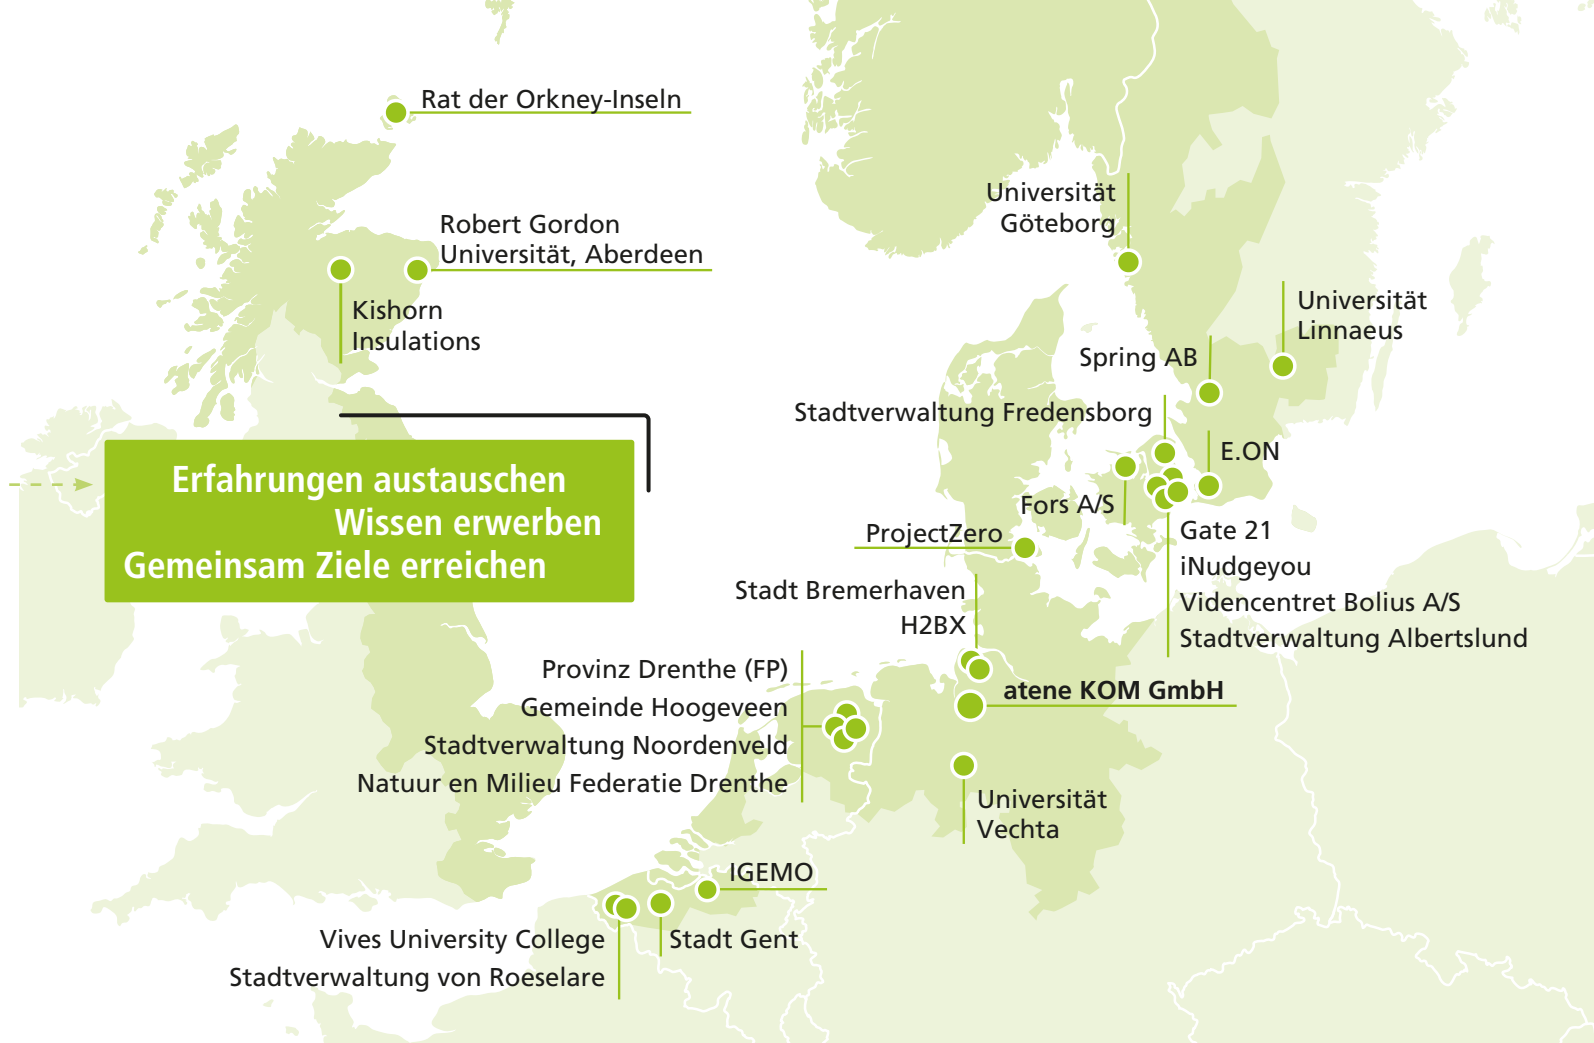 Rat der Orkney-Inseln
Robert Gordon
Universität, Aberdeen
Kishorn
Insulations
Universität
Göteborg
Universität
Linnaeus
Spring AB
Stadtverwaltung Fredensborg
E.ON
Erfahrungen austauschen
Wissen erwerben
Gemeinsam Ziele erreichen
Fors A/S
ProjectZero
Gate 21
iNudgeyou
Videncentret Bolius A/S
Stadtverwaltung Albertslund
Stadt Bremerhaven
H2BX
Provinz Drenthe (FP)
Gemeinde Hoogeveen
Stadtverwaltung Noordenveld
Natuur en Milieu Federatie Drenthe
atene KOM GmbH
Universität
Vechta
IGEMO
Vives University College
Stadtverwaltung von Roeselare
Stadt Gent